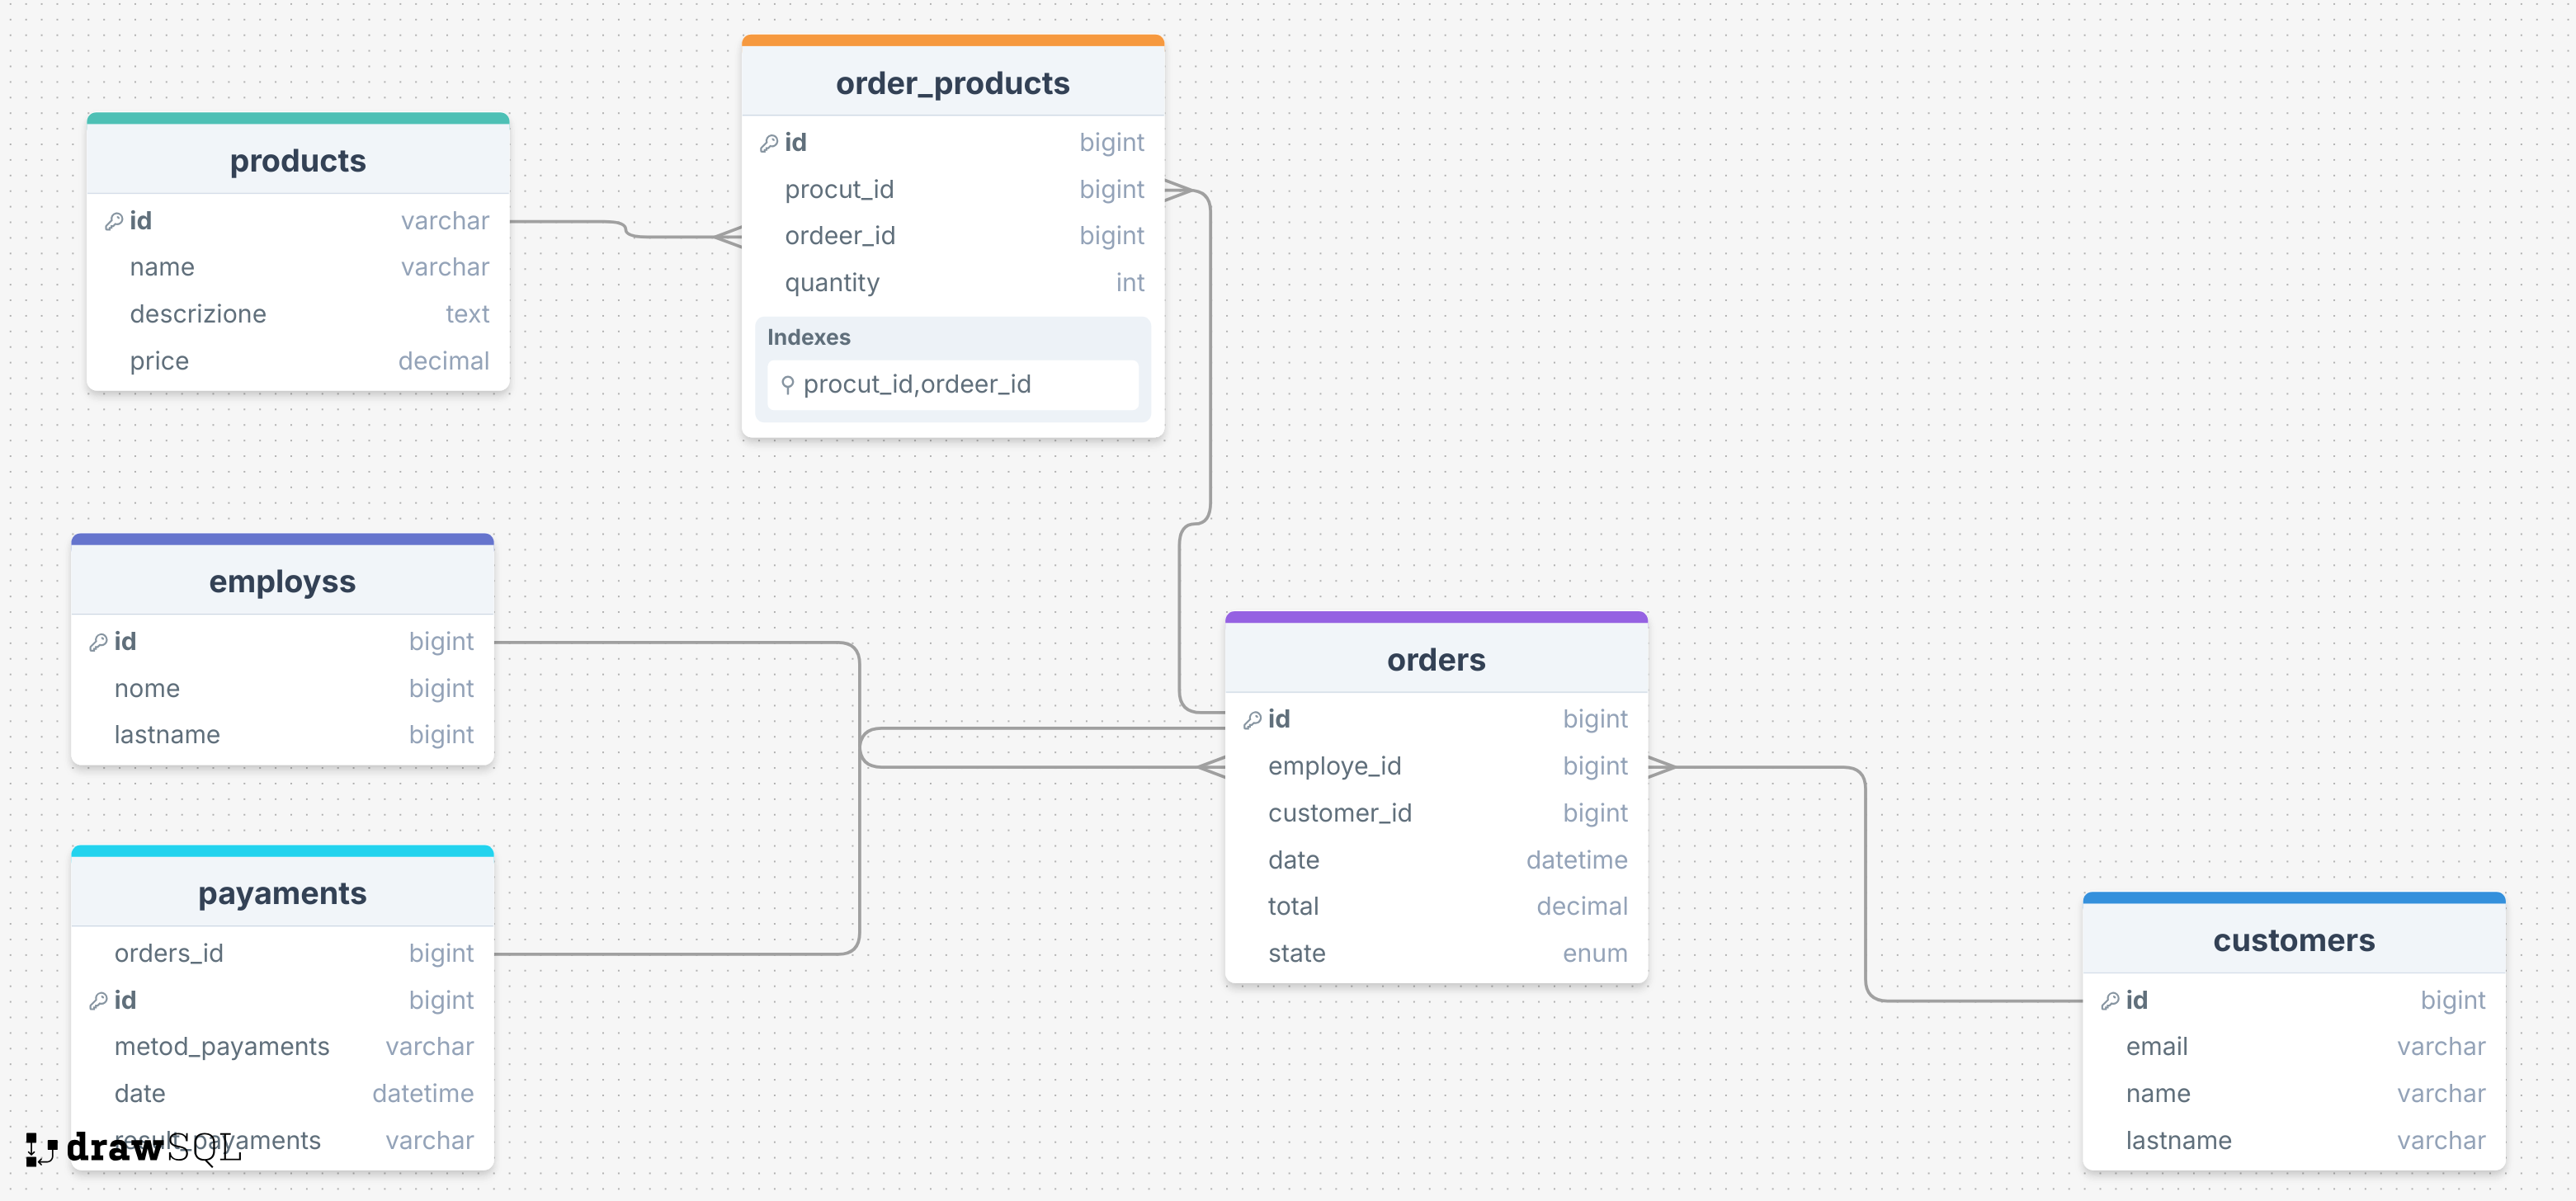 order_products
id bigint
procut_id bigint
ordeer_id bigint
quantity int
Indexes
procut_id,ordeer_id
products
id varchar
name varchar
descrizione text
price decimal
employss
id bigint
nome bigint
lastname bigint
orders
id bigint
employe_id bigint
customer_id bigint
date datetime
total decimal
state enum
payaments
orders_id bigint
id bigint
metod_payaments varchar
date datetime
result_payaments varchar
customers
id bigint
email varchar
name varchar
lastname varchar
drawSQL